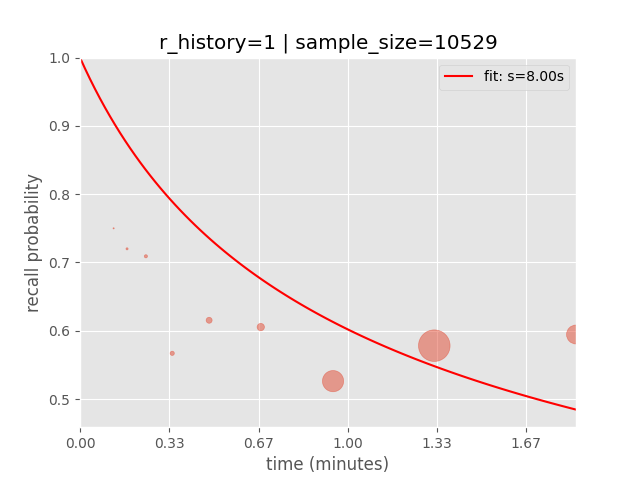 r_history=1 | sample_size=10529
fit: s=8.00s
1.0
0.9
0.8
0.7
0.6
0.5
recall probability
0.00 0.33 0.67 1.00 1.33 1.67
time (minutes)